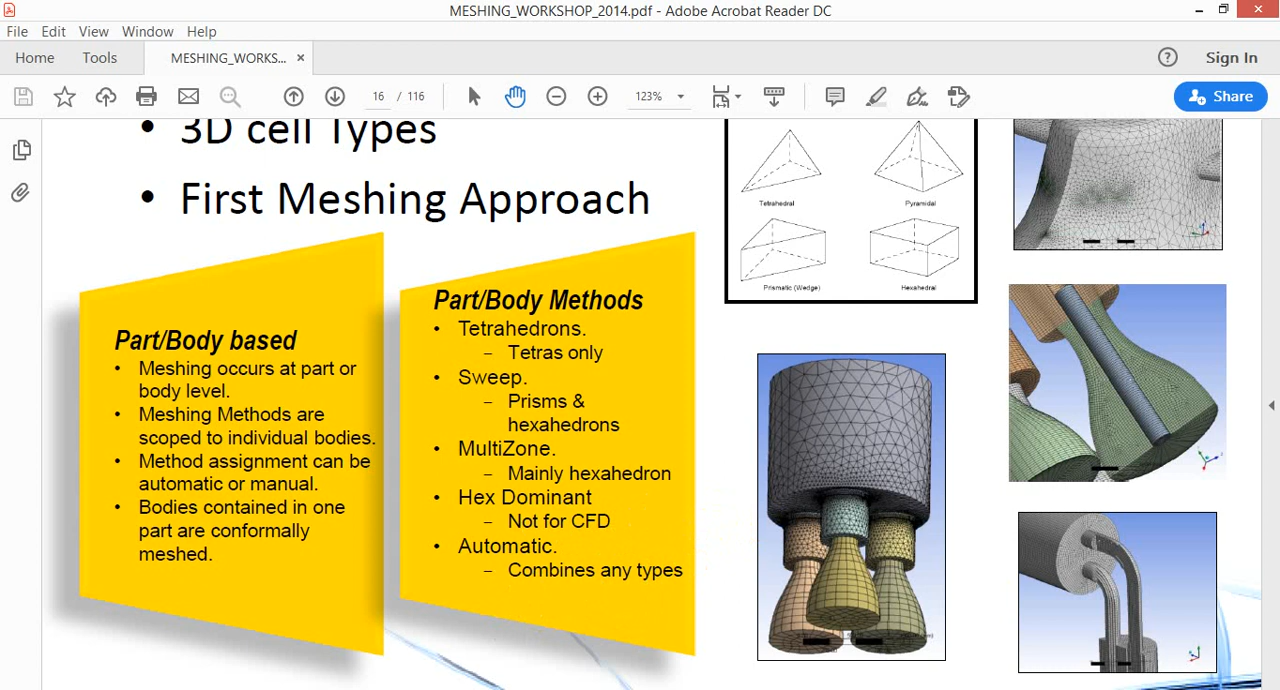 MESHING_WORKSHOP_2014.pdf - Adobe Acrobat Reader DC
File Edit View Window Help
Home Tools MESHING_WORKS... ×
Sign In
16 / 116
123%
Share
• 3D cell Types
• First Meshing Approach
Part/Body based
• Meshing occurs at part or
body level.
• Meshing Methods are
scoped to individual bodies.
• Method assignment can be
automatic or manual.
• Bodies contained in one
part are conformally
meshed.
Part/Body Methods
• Tetrahedrons.
– Tetras only
• Sweep.
– Prisms &
hexahedrons
• MultiZone.
– Mainly hexahedron
• Hex Dominant
– Not for CFD
• Automatic.
– Combines any types
Tetrahedral
Pyramidal
Prismatic (Wedge)
Hexahedral